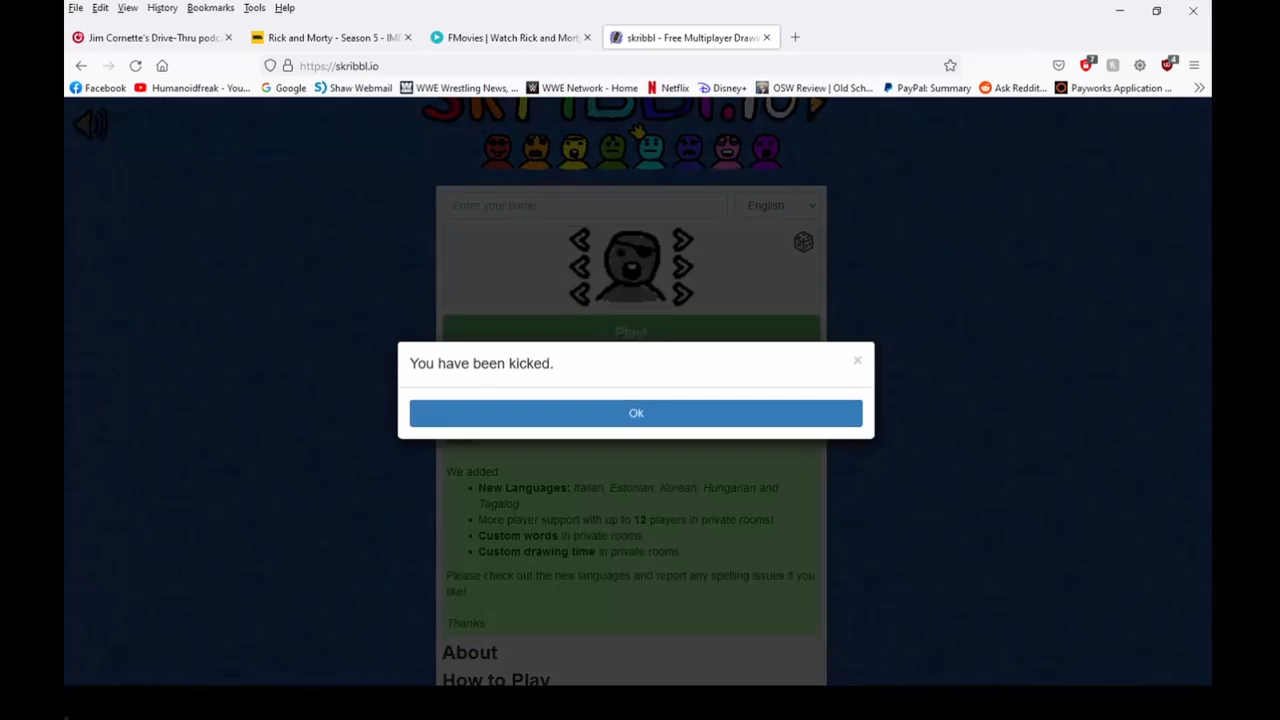 File Edit View History Bookmarks Tools Help
Jim Cornette's Drive-Thru podc
Rick and Morty - Season 5 - IM
FMovies | Watch Rick and Mort
skribbl - Free Multiplayer Drawi
https://skribbl.io
Facebook Humanoidfreak - You... Google Shaw Webmail WWE Wrestling News, ... WWE Network - Home Netflix Disney+ OSW Review | Old Sch... PayPal: Summary Ask Reddit... Payworks Application ...
skribbl.io
Enter your name English
Play!
You have been kicked.
Ok
We added
New Languages: Italian, Estonian, Korean, Hungarian and
Tagalog.
More player support with up to 12 players in private rooms!
Custom words in private rooms.
Custom drawing time in private rooms.
Please check out the new languages and report any spelling issues if you
like!
Thanks
About
How to Play